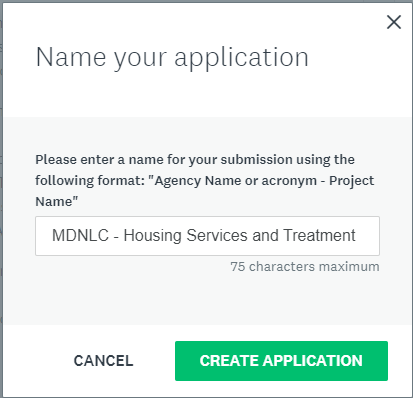 Name your application
Please enter a name for your submission using the
following format: "Agency Name or acronym - Project
Name"
MDNLC - Housing Services and Treatment
75 characters maximum
CANCEL
CREATE APPLICATION